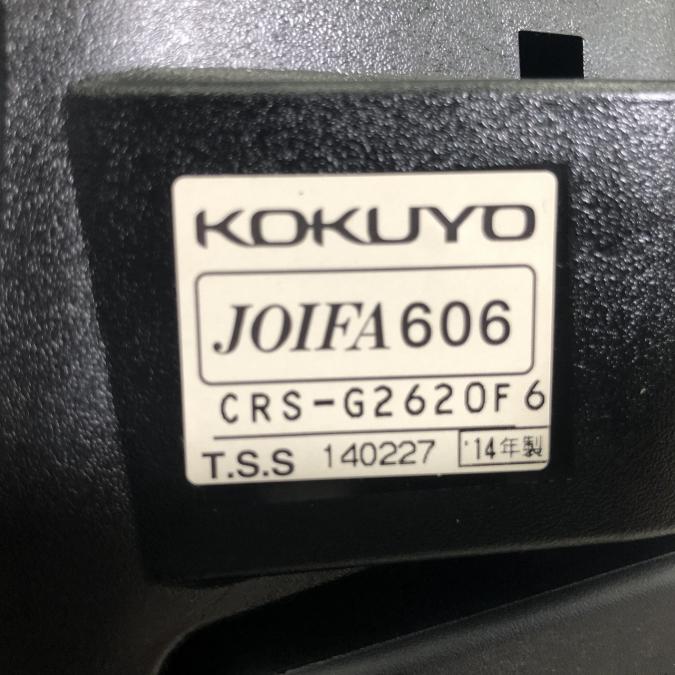 KOKUYO
JOIFA606
CRS-G2620F6
T.S.S 140227 '14年製